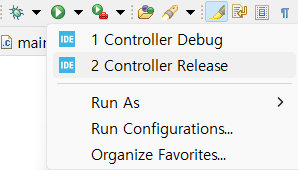 .c main
IDE 1 Controller Debug
IDE 2 Controller Release
Run As
Run Configurations...
Organize Favorites...